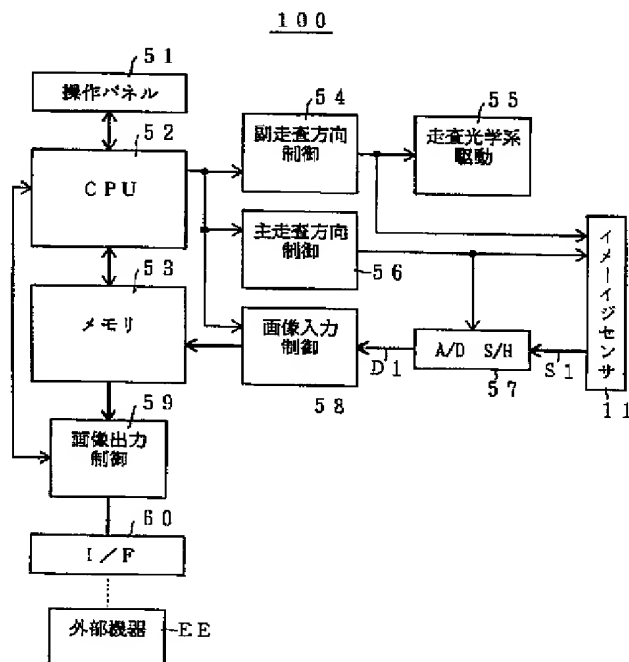 100
51
操作パネル
52
CPU
53
メモリ
54
副走査方向
制御
55
走査光学系
駆動
主走査方向
制御
56
画像入力
制御
58
D1
A/D S/H
57
S1
イメージセンサ
11
59
画像出力
制御
60
I/F
外部機器
EE